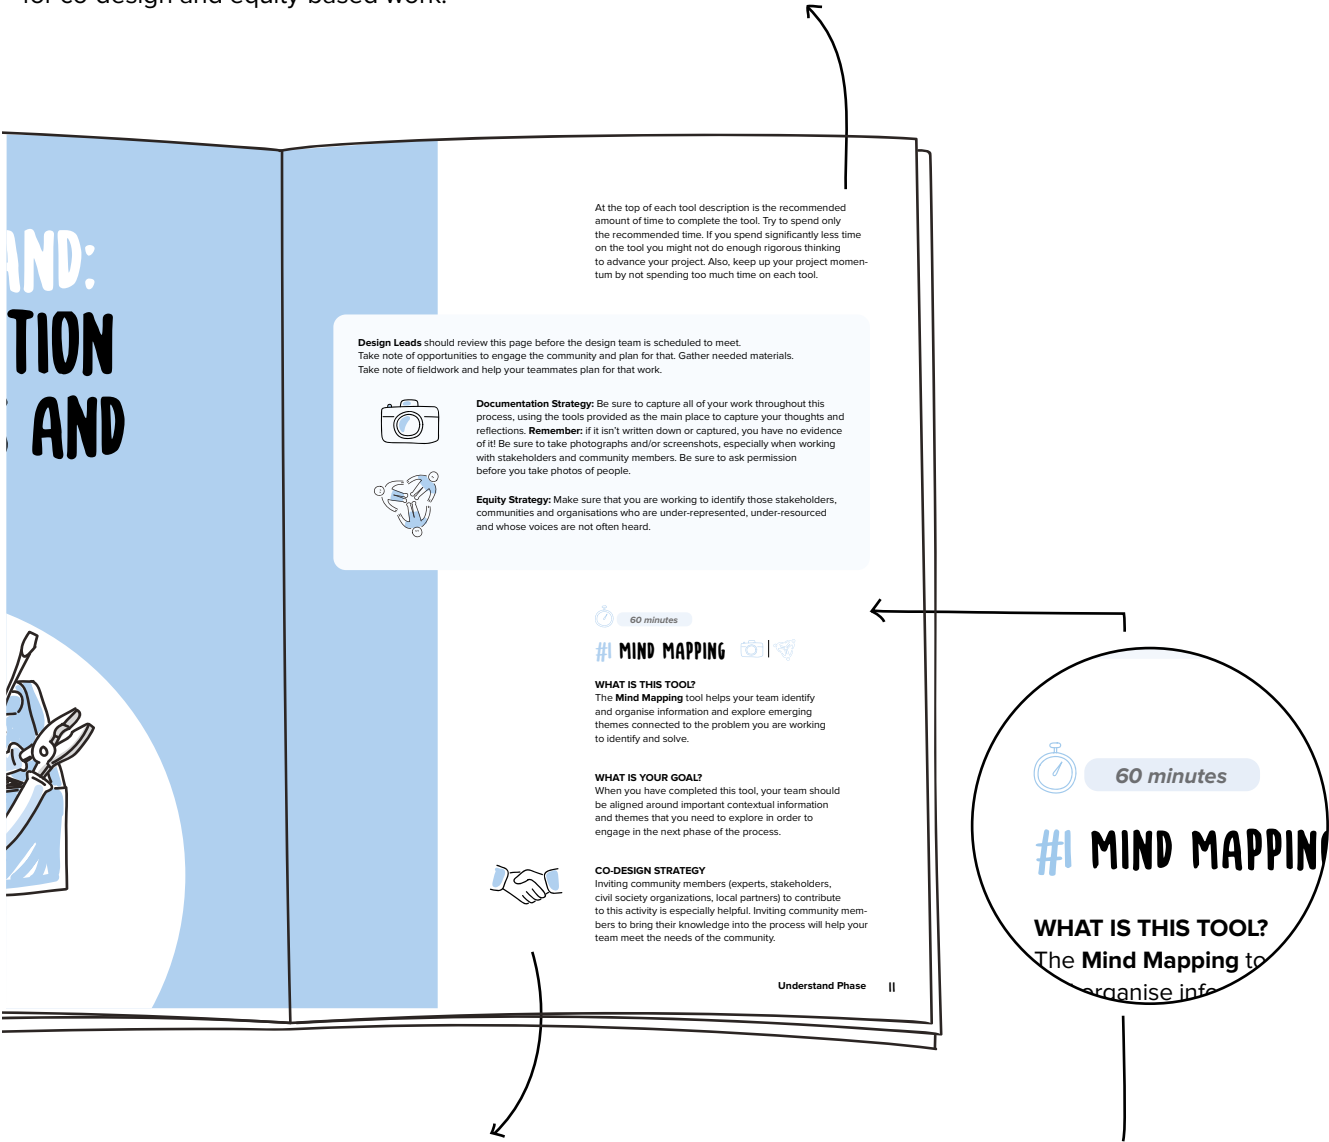 for co-design and equity-based work.
AND:
TION
AND
At the top of each tool description is the recommended
amount of time to complete the tool. Try to spend only
the recommended time. If you spend significantly less time
on the tool you might not do enough rigorous thinking
to advance your project. Also, keep up your project momen-
tum by not spending too much time on each tool.
Design Leads should review this page before the design team is scheduled to meet.
Take note of opportunities to engage the community and plan for that. Gather needed materials.
Take note of fieldwork and help your teammates plan for that work.
Documentation Strategy: Be sure to capture all of your work throughout this
process, using the tools provided as the main place to capture your thoughts and
reflections. Remember: if it isn't written down or captured, you have no evidence
of it! Be sure to take photographs and/or screenshots, especially when working
with stakeholders and community members. Be sure to ask permission
before you take photos of people.
Equity Strategy: Make sure that you are working to identify those stakeholders,
communities and organisations who are under-represented, under-resourced
and whose voices are not often heard.
60 minutes
#1 MIND MAPPING
WHAT IS THIS TOOL?
The Mind Mapping tool helps your team identify
and organise information and explore emerging
themes connected to the problem you are working
to identify and solve.
WHAT IS YOUR GOAL?
When you have completed this tool, your team should
be aligned around important contextual information
and themes that you need to explore in order to
engage in the next phase of the process.
CO-DESIGN STRATEGY
Inviting community members (experts, stakeholders,
civil society organizations, local partners) to contribute
to this activity is especially helpful. Inviting community mem-
bers to bring their knowledge into the process will help your
team meet the needs of the community.
Understand Phase 11
60 minutes
#1 MIND MAPPIN
WHAT IS THIS TOOL?
The Mind Mapping to
organise info